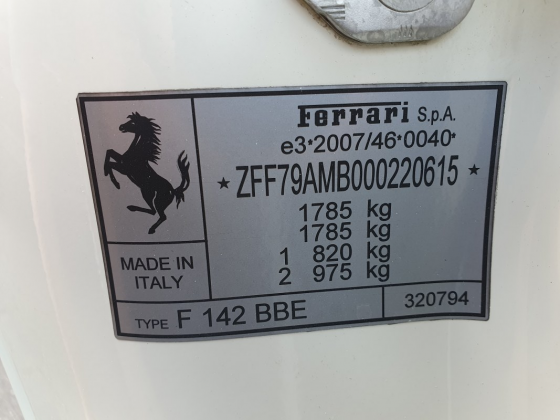 Ferrari S.p.A.
e3*2007/46*0040*
*ZFF79AMB000220615*
1785 kg
1785 kg
1 820 kg
2 975 kg
MADE IN
ITALY
TYPE F 142 BBE
320794